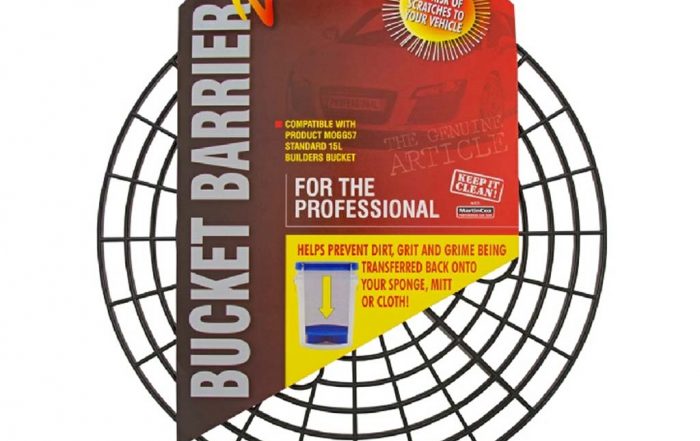 BUCKET BARRIER
SCRATCHES TO
YOUR VEHICLE
COMPATIBLE WITH
PRODUCT MOGG57
STANDARD 15L
BUILDERS BUCKET
THE GENUINE
ARTICLE
KEEP IT
CLEAN!
with
MartinCox
FOR THE
PROFESSIONAL
HELPS PREVENT DIRT, GRIT AND GRIME BEING
TRANSFERRED BACK ONTO
YOUR SPONGE, MITT
OR CLOTH!